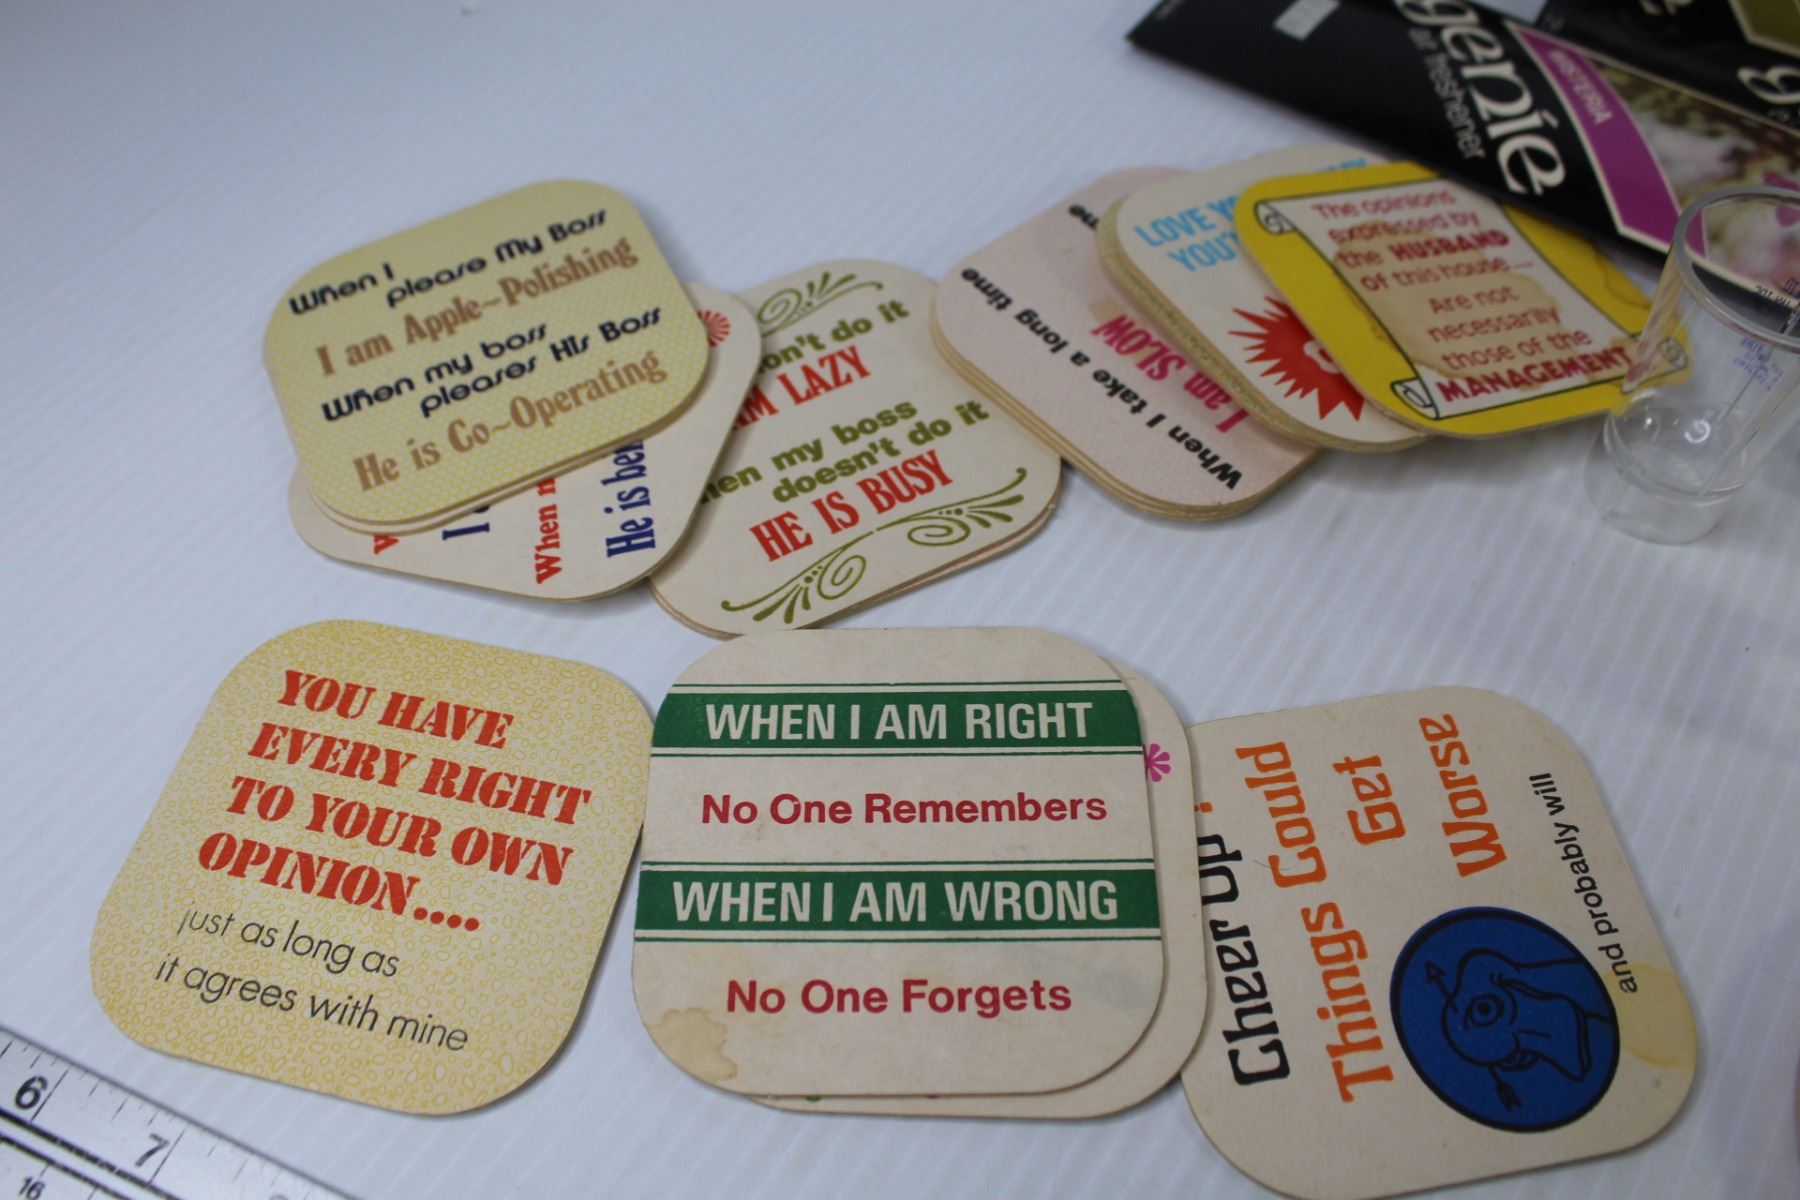 When I
please My Boss
I am Apple~Polishing
When my boss
pleases His Boss
He is Co~Operating
When
He is
don't do it
LAZY
my boss
doesn't do it
HE IS BUSY
When I take a long time
I am SLOW
LOVE
The opinions
expressed by
the HUSBAND
of this house—
Are not
necessarily
those of the
MANAGEMENT
genie
air freshener
WISTERIA
YOU HAVE
EVERY RIGHT
TO YOUR OWN
OPINION....
just as long as
it agrees with mine
WHEN I AM RIGHT
No One Remembers
WHEN I AM WRONG
No One Forgets
Cheer up!
Things Could
Get
Worse
and probably will
6
7
16